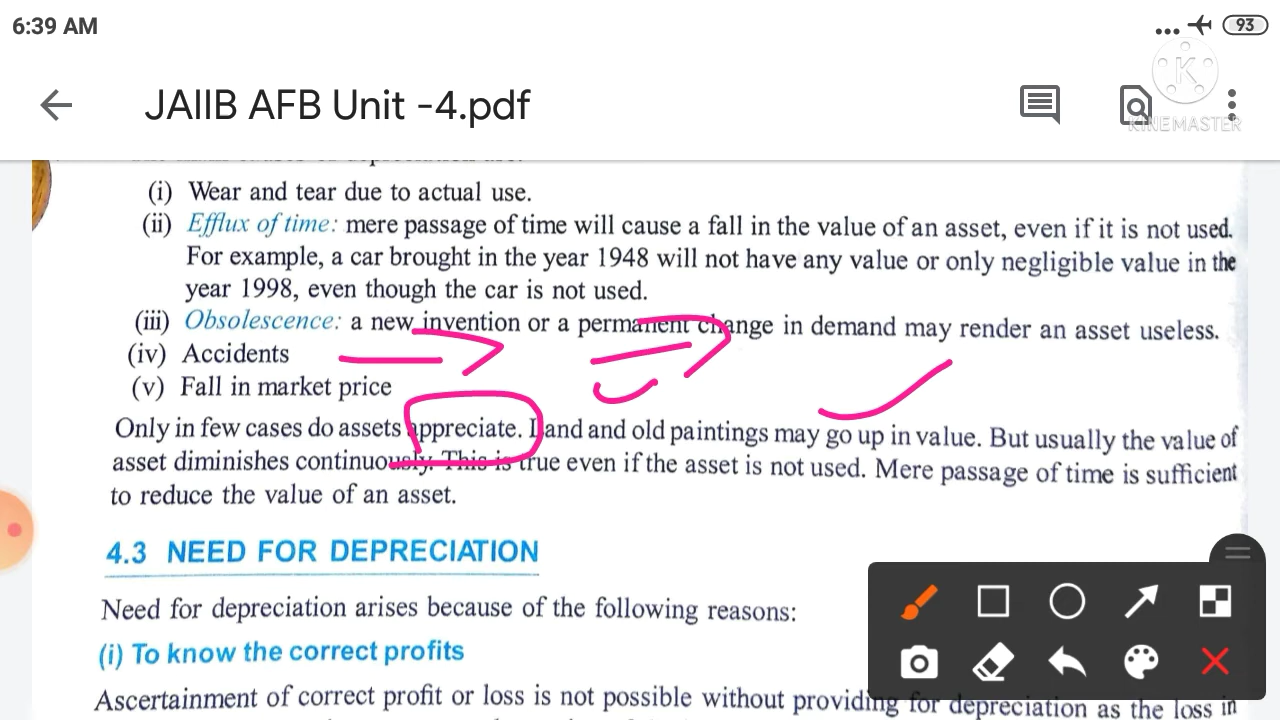 6:39 AM
93
JAIIB AFB Unit -4.pdf
K
KINEMASTER
(i) Wear and tear due to actual use.
(ii) Efflux of time: mere passage of time will cause a fall in the value of an asset, even if it is not used.
For example, a car brought in the year 1948 will not have any value or only negligible value in the
year 1998, even though the car is not used.
(iii) Obsolescence: a new invention or a permanent change in demand may render an asset useless.
(iv) Accidents
(v) Fall in market price
Only in few cases do assets appreciate. Land and old paintings may go up in value. But usually the value of
asset diminishes continuously. This is true even if the asset is not used. Mere passage of time is sufficient
to reduce the value of an asset.
4.3 NEED FOR DEPRECIATION
Need for depreciation arises because of the following reasons:
(i) To know the correct profits
Ascertainment of correct profit or loss is not possible without providing for depreciation as the loss in